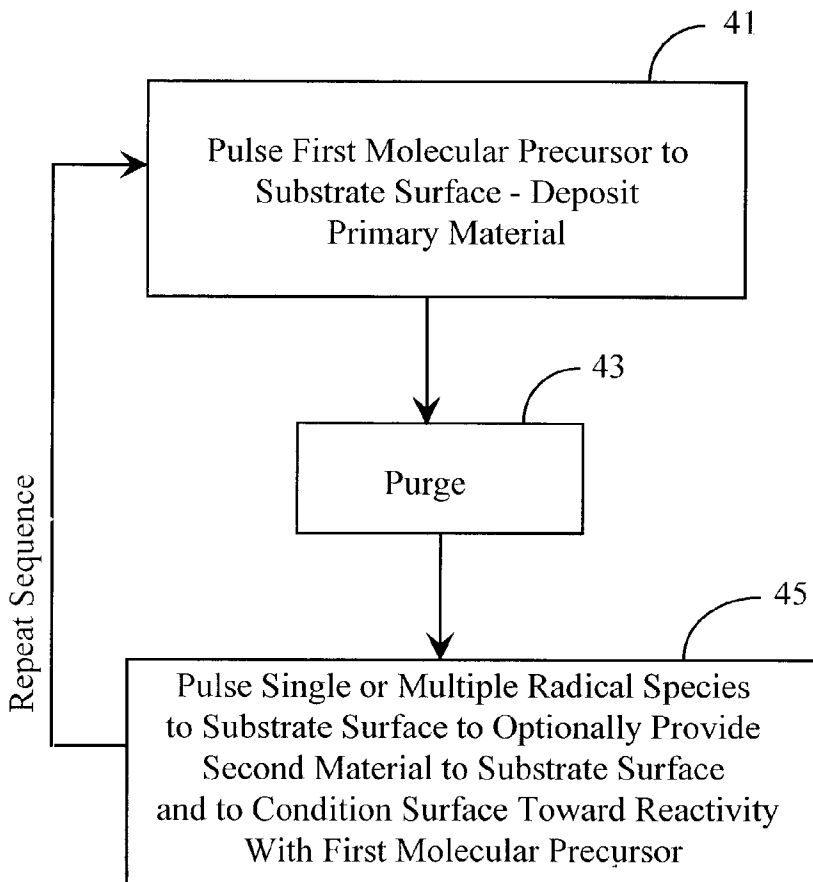 41
Pulse First Molecular Precursor to
Substrate Surface - Deposit
Primary Material
43
Purge
Repeat Sequence
45
Pulse Single or Multiple Radical Species
to Substrate Surface to Optionally Provide
Second Material to Substrate Surface
and to Condition Surface Toward Reactivity
With First Molecular Precursor